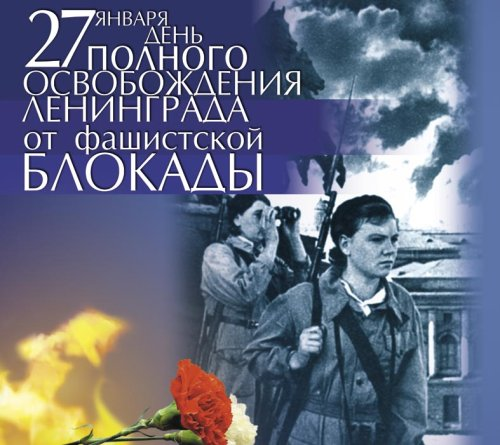 27 ЯНВАРЯ
ДЕНЬ
ПОЛНОГО
ОСВОБОЖДЕНИЯ
ЛЕНИНГРАДА
ОТ фАШИСТСКОЙ
БЛОКАДЫ